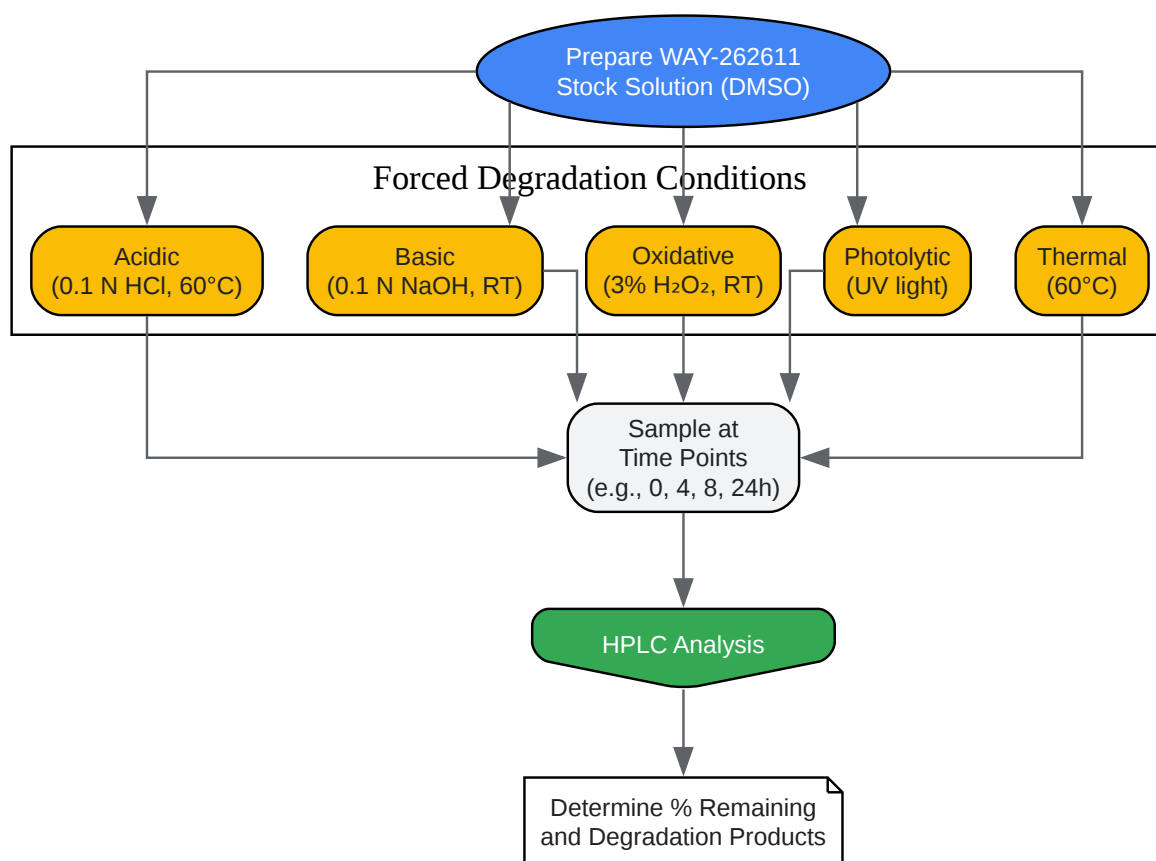 Prepare WAY-262611
Stock Solution (DMSO)
Forced Degradation Conditions
Acidic
(0.1 N HCl, 60°C)
Basic
(0.1 N NaOH, RT)
Oxidative
(3% H₂O₂, RT)
Photolytic
(UV light)
Thermal
(60°C)
Sample at
Time Points
(e.g., 0, 4, 8, 24h)
HPLC Analysis
Determine % Remaining
and Degradation Products